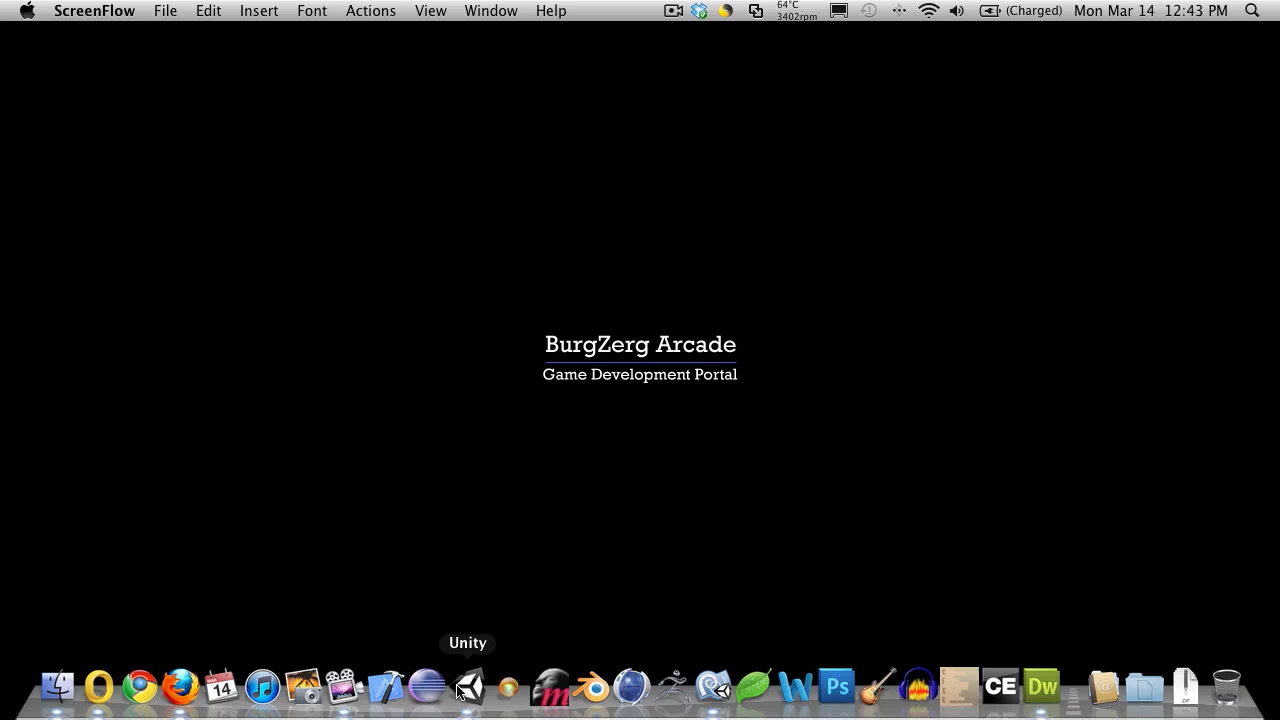 ScreenFlow File Edit Insert Font Actions View Window Help 64°C 3402rpm (Charged) Mon Mar 14 12:43 PM
BurgZerg Arcade
Game Development Portal
Unity
14 Ps CE Dw
ZIP